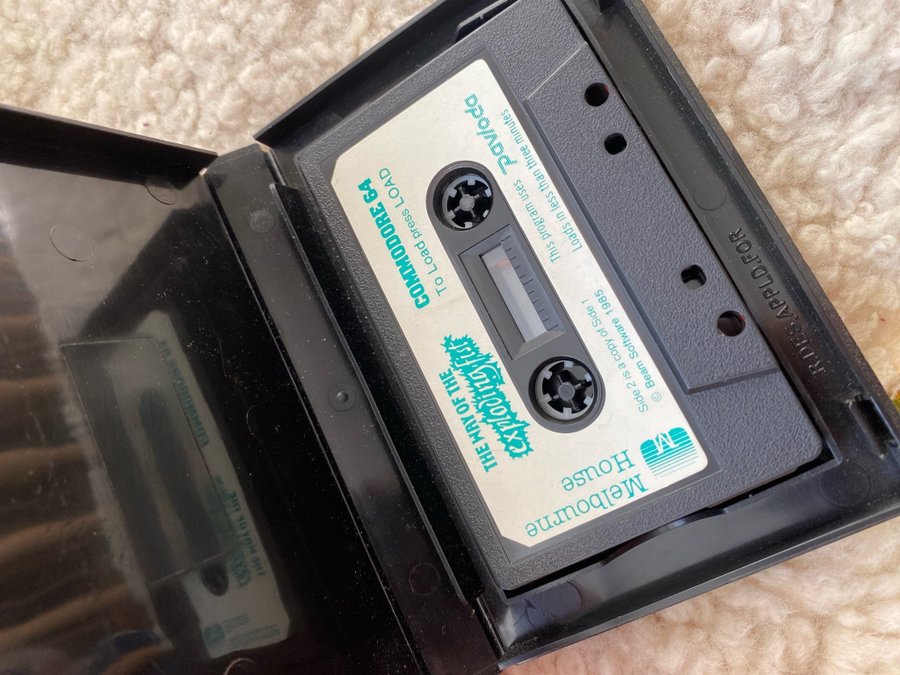 THE WAY OF THE
exploding fist
COMMODORE 64
To Load press LOAD
Melbourne
House
Pavloda
This program uses
Loads in less than three minutes
Side 2 is a copy of Side 1
© Beam Software 1985
R.DES.APPLD.FOR